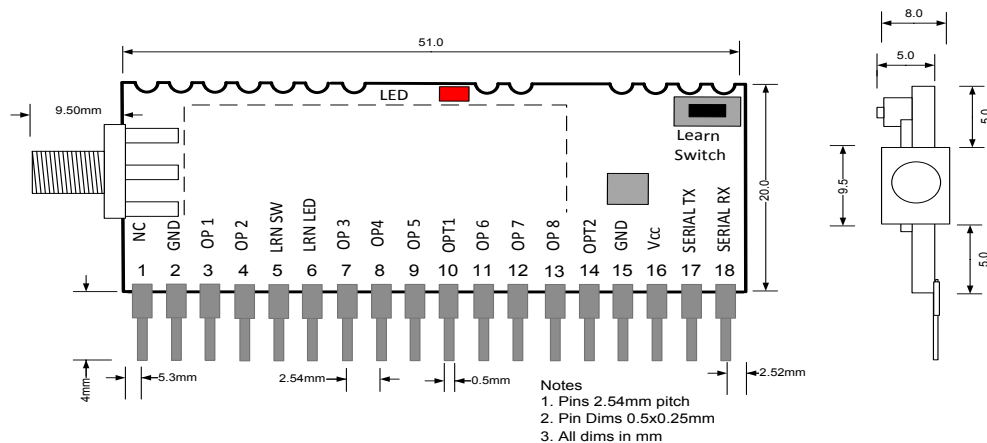 51.0
8.0
5.0
LED
9.50mm
Learn
Switch
5.0
9.5
20.0
5.0
NC
GND
OP 1
OP 2
LRN SW
LRN LED
OP 3
OP4
OP 5
OPT1
OP 6
OP 7
OP 8
OPT2
GND
Vcc
SERIAL TX
SERIAL RX
1 2 3 4 5 6 7 8 9 10 11 12 13 14 15 16 17 18
4mm
5.3mm
2.54mm
0.5mm
2.52mm
Notes
1. Pins 2.54mm pitch
2. Pin Dims 0.5x0.25mm
3. All dims in mm